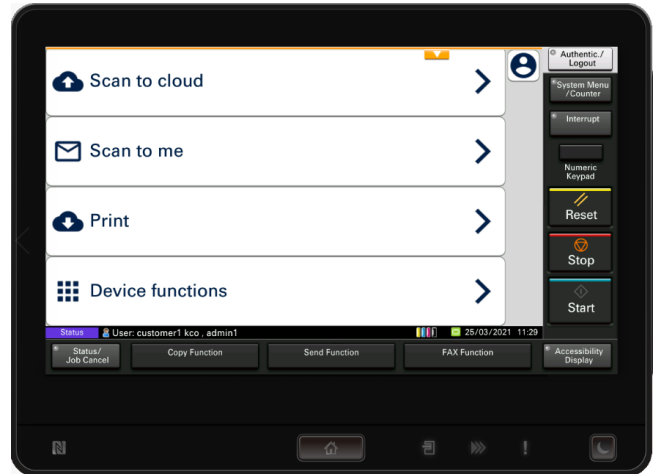 Scan to cloud
Scan to me
Print
Device functions
Authentic./
Logout
*System Menu
/Counter
Interrupt
Numeric
Keypad
Reset
Stop
Start
Status
User: customer1 kco , admin1
25/03/2021 11:29
Status/
Job Cancel
Copy Function
Send Function
FAX Function
Accessibility
Display